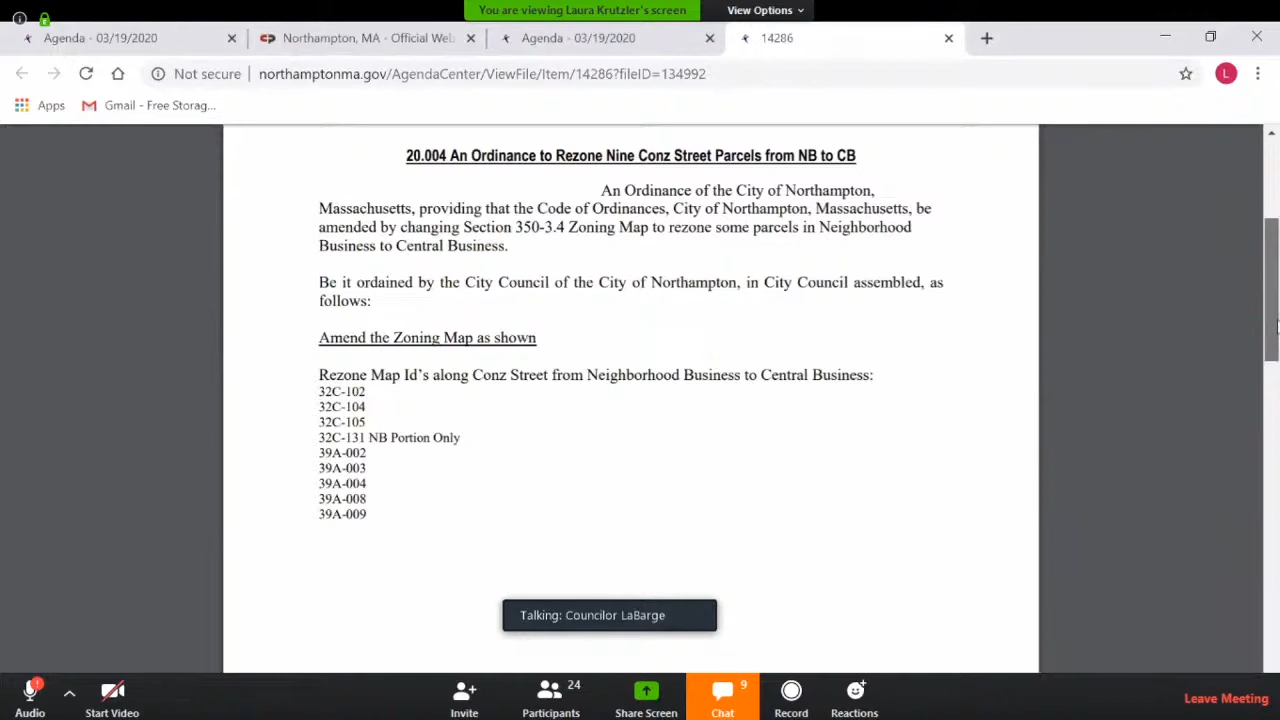 You are viewing Laura Krutzler's screen
View Options
Agenda - 03/19/2020
Northampton, MA - Official Web
Agenda - 03/19/2020
14286
Not secure
northamptonma.gov/AgendaCenter/ViewFile/Item/14286?fileID=134992
L
Apps
Gmail - Free Storag...
20.004 An Ordinance to Rezone Nine Conz Street Parcels from NB to CB
An Ordinance of the City of Northampton,
Massachusetts, providing that the Code of Ordinances, City of Northampton, Massachusetts, be
amended by changing Section 350-3.4 Zoning Map to rezone some parcels in Neighborhood
Business to Central Business.
Be it ordained by the City Council of the City of Northampton, in City Council assembled, as
follows:
Amend the Zoning Map as shown
Rezone Map Id's along Conz Street from Neighborhood Business to Central Business:
32C-102
32C-104
32C-105
32C-131 NB Portion Only
39A-002
39A-003
39A-004
39A-008
39A-009
Talking: Councilor LaBarge
Audio
Start Video
Invite
24
Participants
Share Screen
9
Chat
Record
Reactions
Leave Meeting